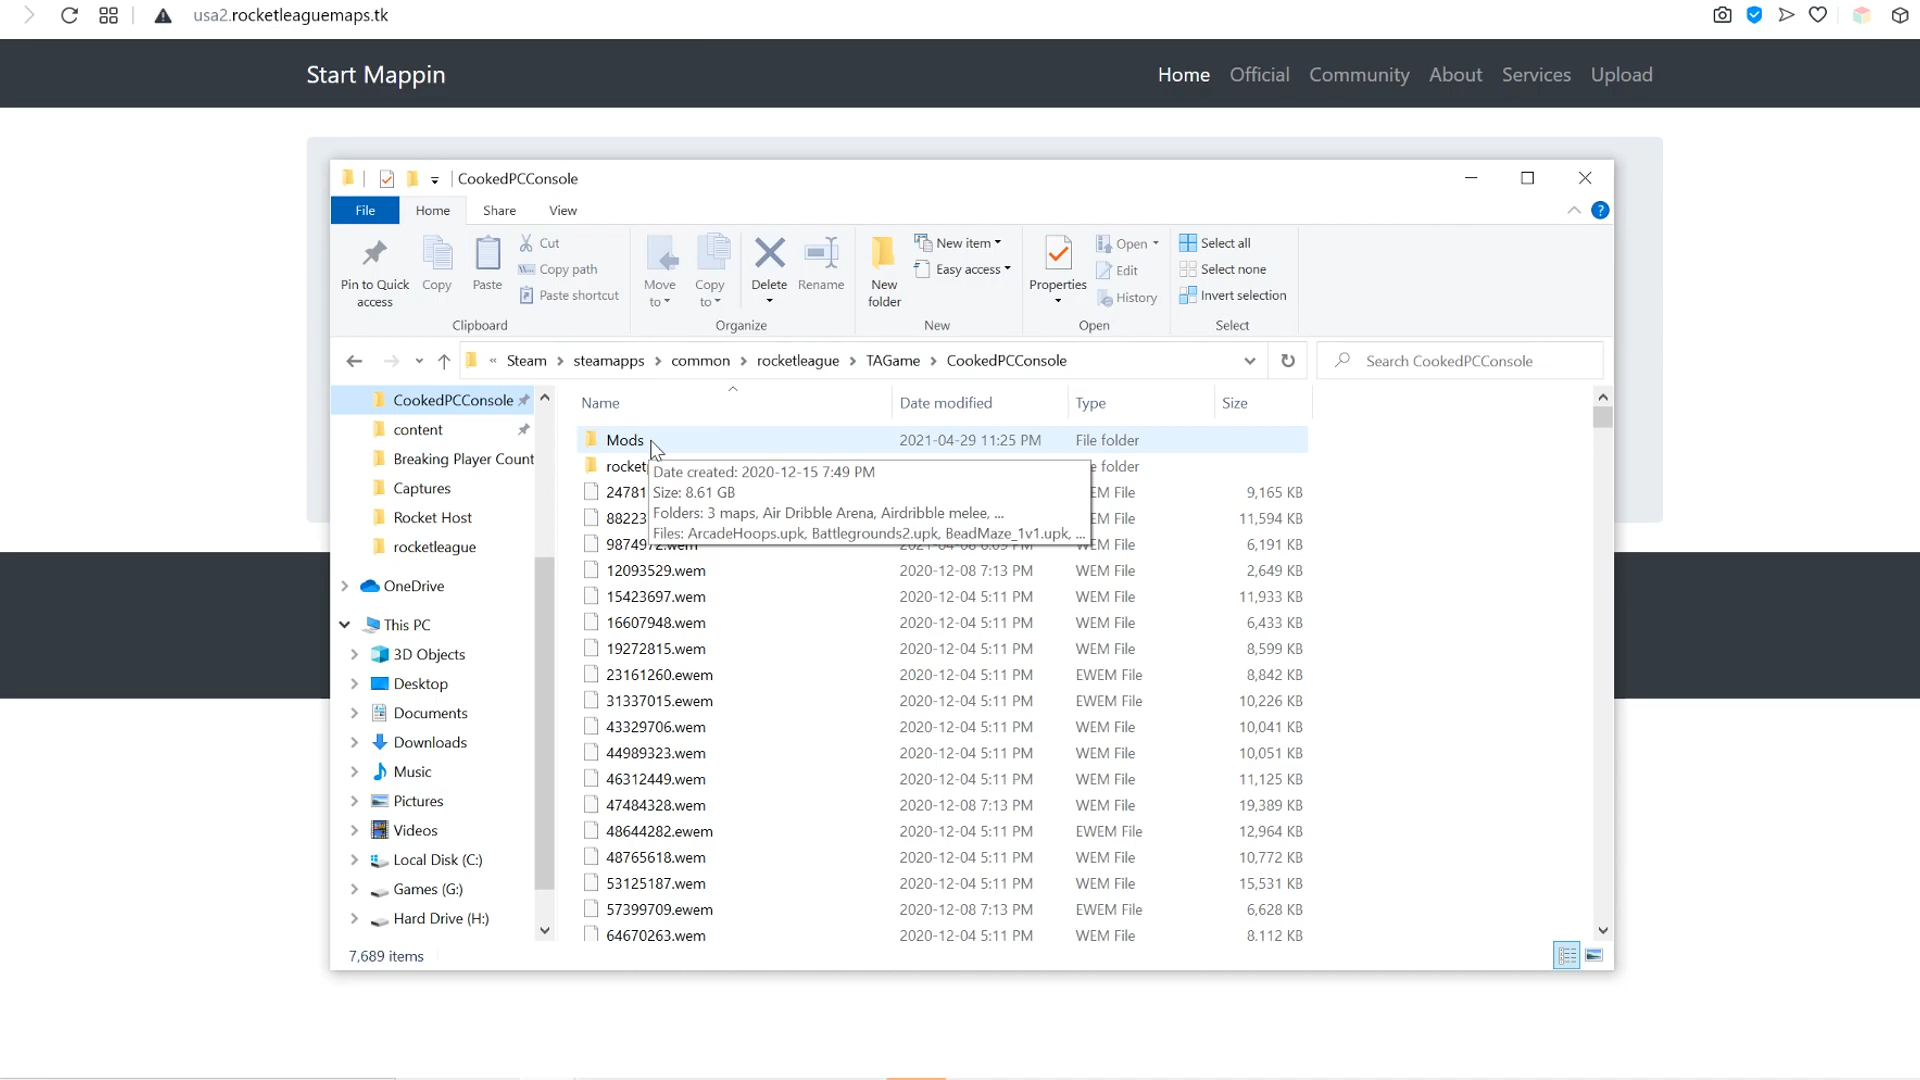 usa2.rocketleaguemaps.tk
Start Mappin
Home Official Community About Services Upload
CookedPCConsole
File Home Share View
Pin to Quick access
Copy
Paste
Cut
Copy path
Paste shortcut
Clipboard
Move to
Copy to
Delete
Rename
Organize
New folder
New item
Easy access
New
Properties
Open
Edit
History
Open
Select all
Select none
Invert selection
Select
« Steam > steamapps > common > rocketleague > TAGame > CookedPCConsole
Search CookedPCConsole
CookedPCConsole
content
Breaking Player Count
Captures
Rocket Host
rocketleague
OneDrive
This PC
3D Objects
Desktop
Documents
Downloads
Music
Pictures
Videos
Local Disk (C:)
Games (G:)
Hard Drive (H:)
Name Date modified Type Size
Mods 2021-04-29 11:25 PM File folder
rocket e folder
24781 EM File 9,165 KB
88223 EM File 11,594 KB
Date created: 2020-12-15 7:49 PM
Size: 8.61 GB
Folders: 3 maps, Air Dribble Arena, Airdribble melee, ...
Files: ArcadeHoops.upk, Battlegrounds2.upk, BeadMaze_1v1.upk, ...
9874972.wem WEM File 6,191 KB
12093529.wem 2020-12-08 7:13 PM WEM File 2,649 KB
15423697.wem 2020-12-04 5:11 PM WEM File 11,933 KB
16607948.wem 2020-12-04 5:11 PM WEM File 6,433 KB
19272815.wem 2020-12-04 5:11 PM WEM File 8,599 KB
23161260.ewem 2020-12-04 5:11 PM EWEM File 8,842 KB
31337015.ewem 2020-12-04 5:11 PM EWEM File 10,226 KB
43329706.wem 2020-12-04 5:11 PM WEM File 10,041 KB
44989323.wem 2020-12-04 5:11 PM WEM File 10,051 KB
46312449.wem 2020-12-04 5:11 PM WEM File 11,125 KB
47484328.wem 2020-12-08 7:13 PM WEM File 19,389 KB
48644282.ewem 2020-12-04 5:11 PM EWEM File 12,964 KB
48765618.wem 2020-12-04 5:11 PM WEM File 10,772 KB
53125187.wem 2020-12-04 5:11 PM WEM File 15,531 KB
57399709.ewem 2020-12-08 7:13 PM EWEM File 6,628 KB
64670263.wem 2020-12-04 5:11 PM WEM File 8,112 KB
7,689 items